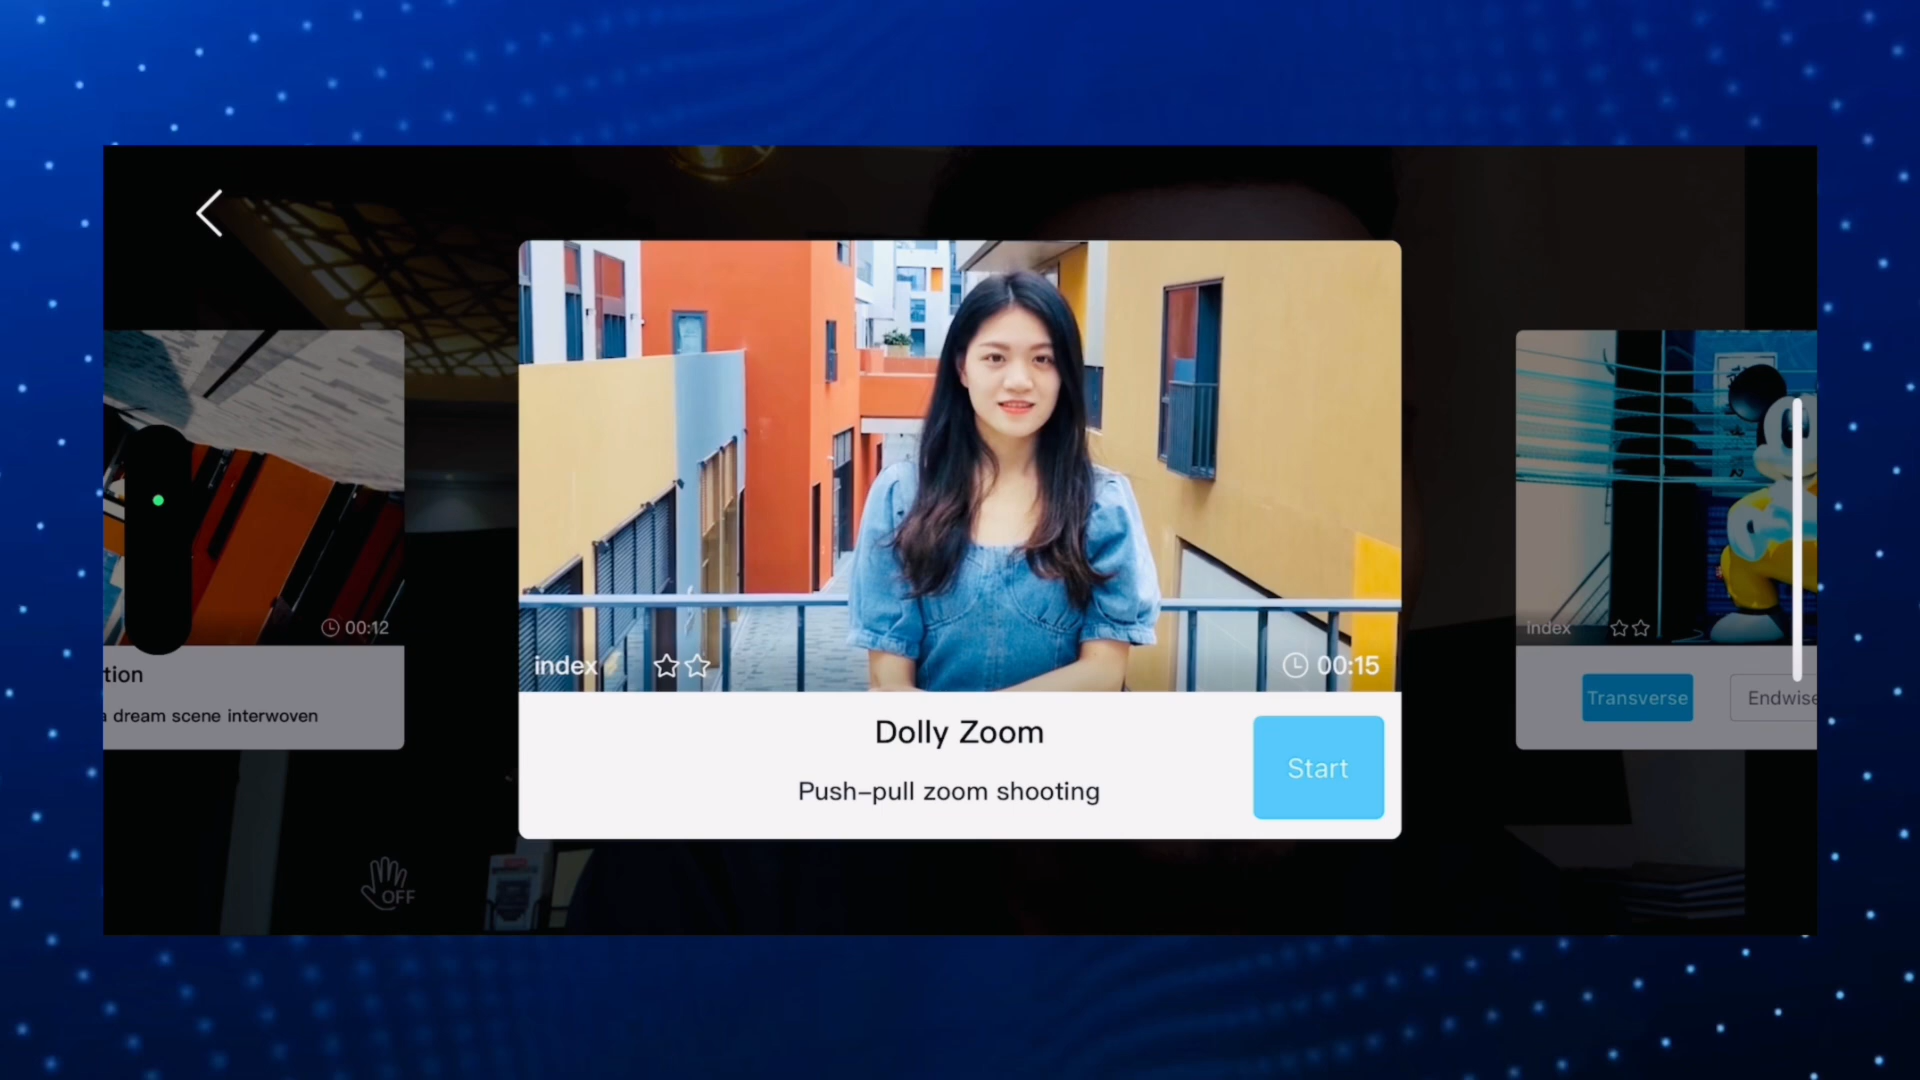 00:12
tion
a dream scene interwoven
index
00:15
Dolly Zoom
Push-pull zoom shooting
Start
index
Transverse
Endwise
OFF